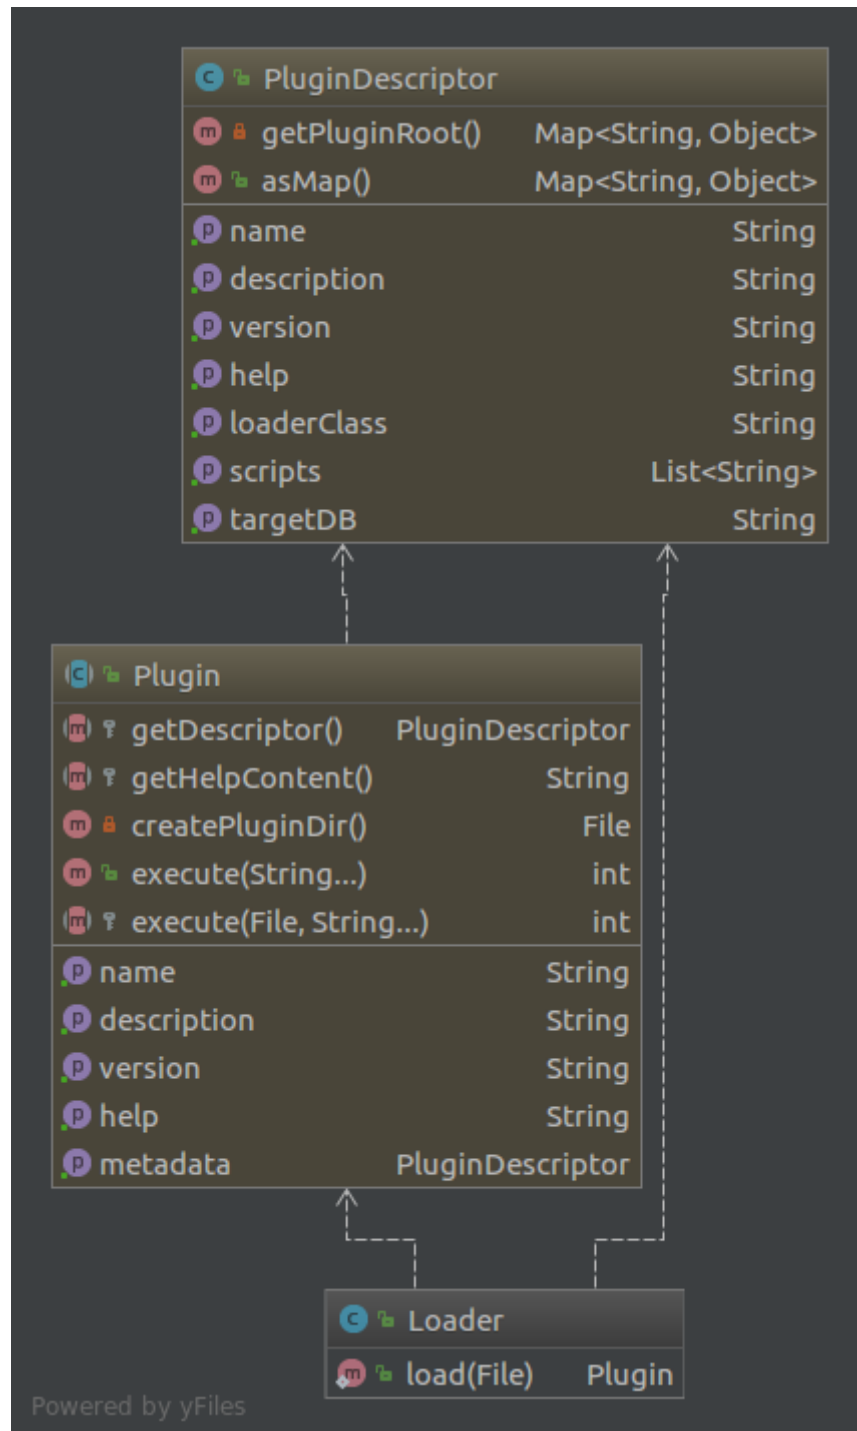 PluginDescriptor
getPluginRoot() Map<String, Object>
asMap() Map<String, Object>
name String
description String
version String
help String
loaderClass String
scripts List<String>
targetDB String
Plugin
getDescriptor() PluginDescriptor
getHelpContent() String
createPluginDir() File
execute(String...) int
execute(File, String...) int
name String
description String
version String
help String
metadata PluginDescriptor
Loader
load(File) Plugin
Powered by yFiles